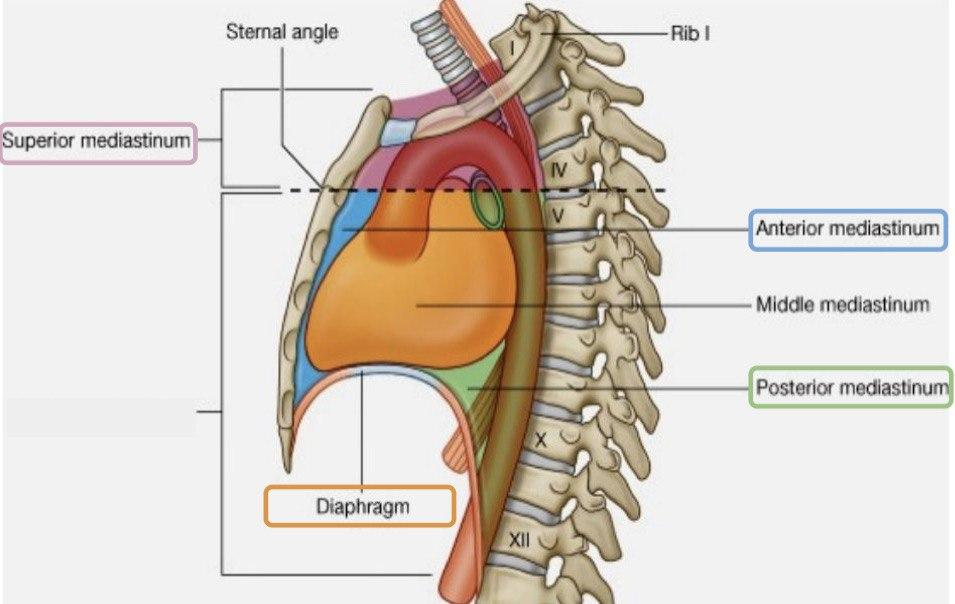 Sternal angle
Rib I
I
Superior mediastinum
IV
V
Anterior mediastinum
Middle mediastinum
Posterior mediastinum
X
Diaphragm
XII